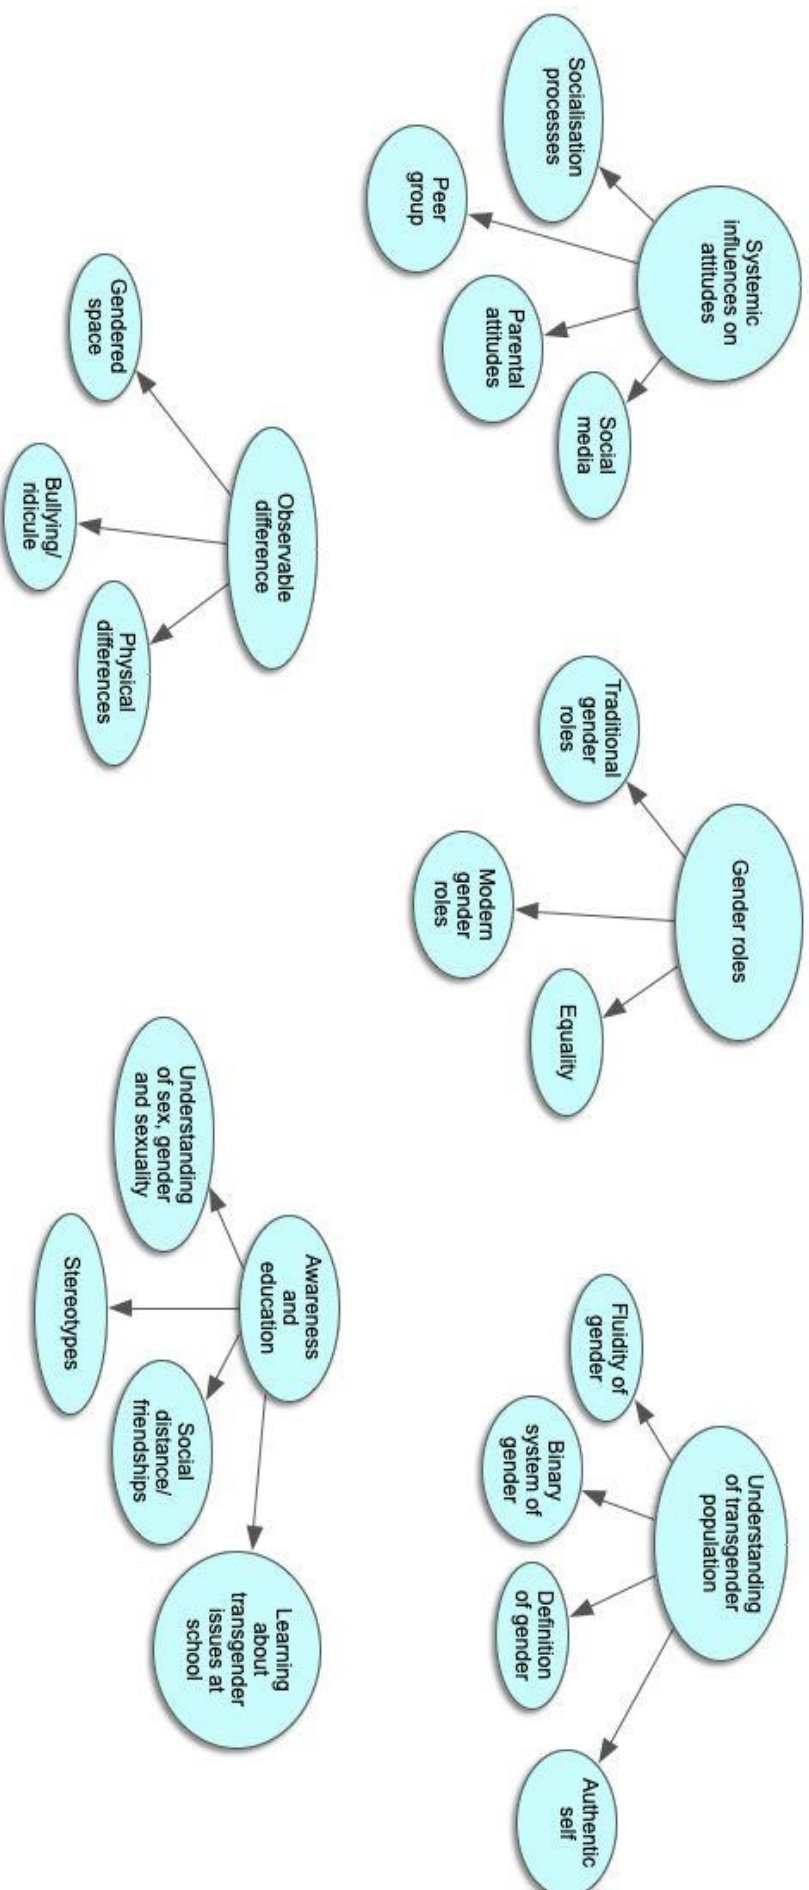 Systemic
influences on
attitudes
Socialisation
processes
Peer
group
Parental
attitudes
Social
media
Gender roles
Traditional
gender
roles
Modern
gender
roles
Equality
Understanding
of transgender
population
Fluidity of
gender
Binary
system of
gender
Definition
of gender
Authentic
self
Observable
difference
Gendered
space
Bullying/
ridicule
Physical
differences
Awareness
and
education
Understanding
of sex, gender
and sexuality
Stereotypes
Social
distance/
friendships
Learning
about
transgender
issues at
school